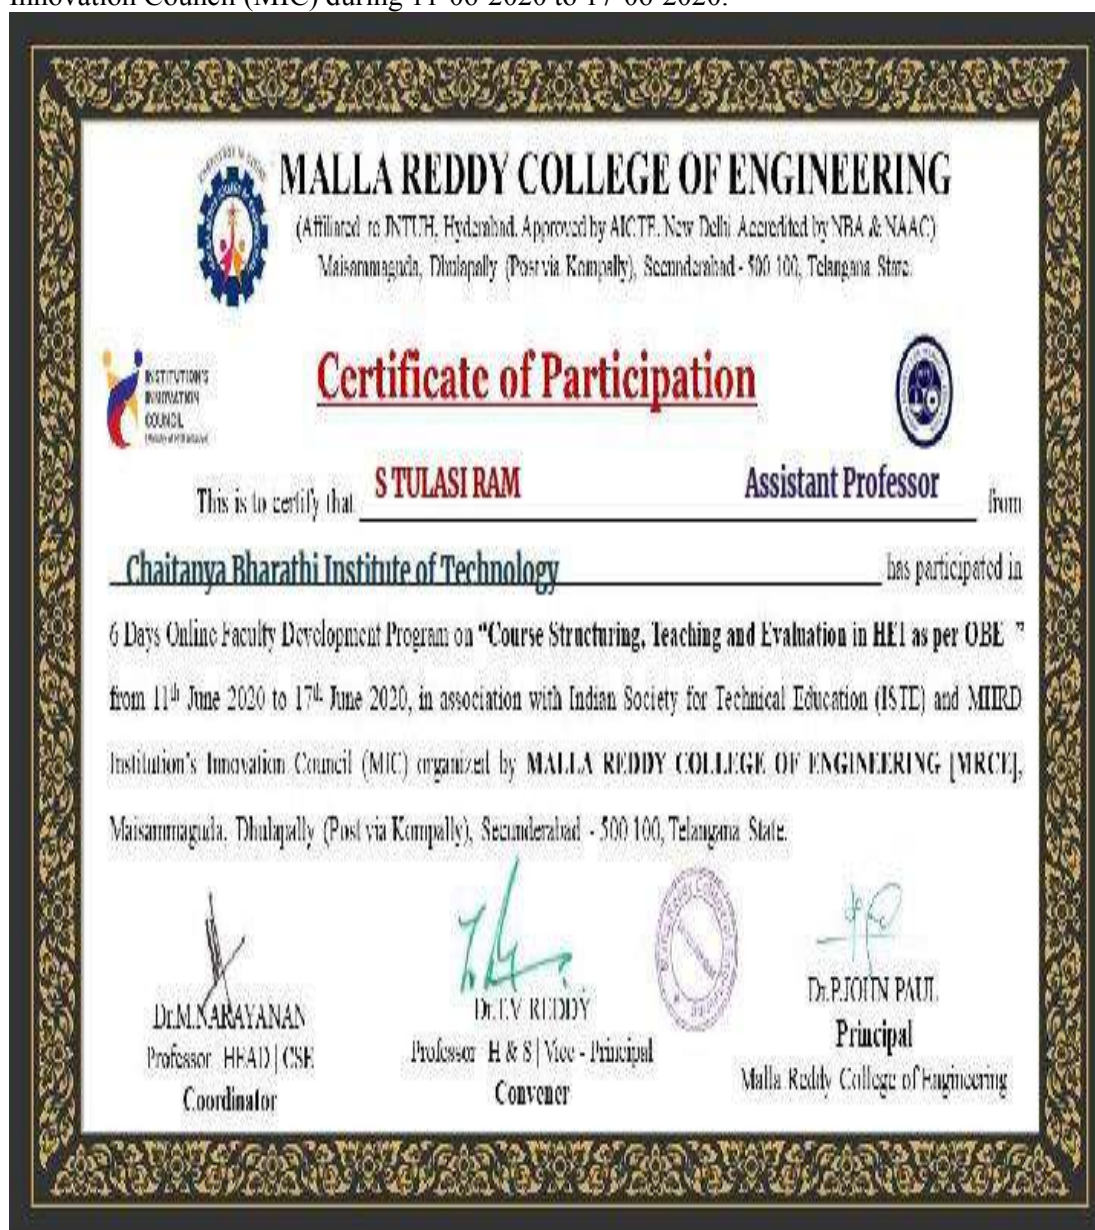 Innovation Council (MIC) during 11-06-2020 to 17-06-2020.
MALLA REDDY COLLEGE OF ENGINEERING
(Affiliated to JNTUH, Hyderabad. Approved by AICTE, New Delhi Accredited by NBA & NAAC)
Maisammaguda, Dhulapally (Post via Kompally), Secunderabad - 500 100, Telangana State.
INSTITUTION'S
INNOVATION
COUNCIL
Certificate of Participation
This is to certify that S TULASI RAM Assistant Professor from
Chaitanya Bharathi Institute of Technology has participated in
6 Days Online Faculty Development Program on “Course Structuring, Teaching and Evaluation in HEI as per OBE ”
from 11th June 2020 to 17th June 2020, in association with Indian Society for Technical Education (ISTE) and MHRD
Institution's Innovation Council (MIC) organized by MALLA REDDY COLLEGE OF ENGINEERING [MRCE],
Maisammaguda, Dhulapally (Post via Kompally), Secunderabad - 500 100, Telangana State.
Dr.M.NARAYANAN
Professor HEAD | CSE
Coordinator
Dr.T.V REDDY
Professor H & S | Vice - Principal
Convener
Dr.P.JOHN PAUL
Principal
Malla Reddy College of Engineering